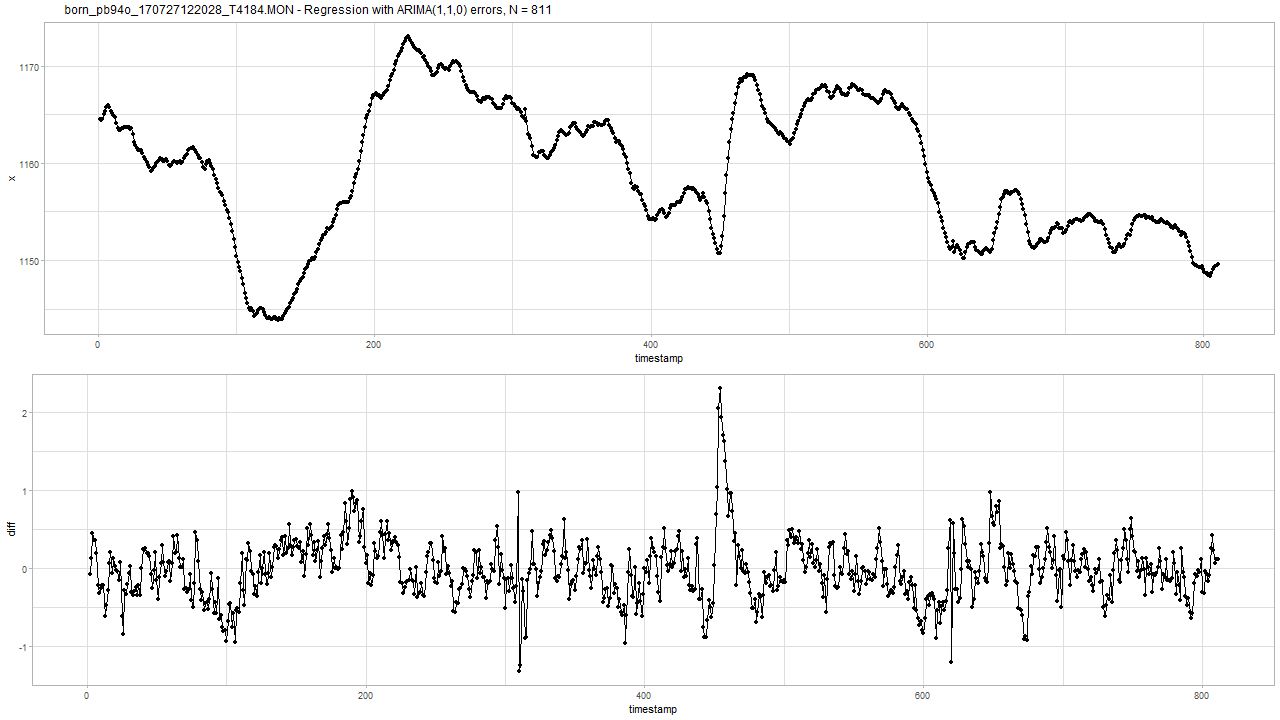 born_pb94o_170727122028_T4184.MON - Regression with ARIMA(1,1,0) errors, N = 811
1170
1160
1150
x
0 200 400 600 800
timestamp
2
1
0
-1
diff
0 200 400 600 800
timestamp